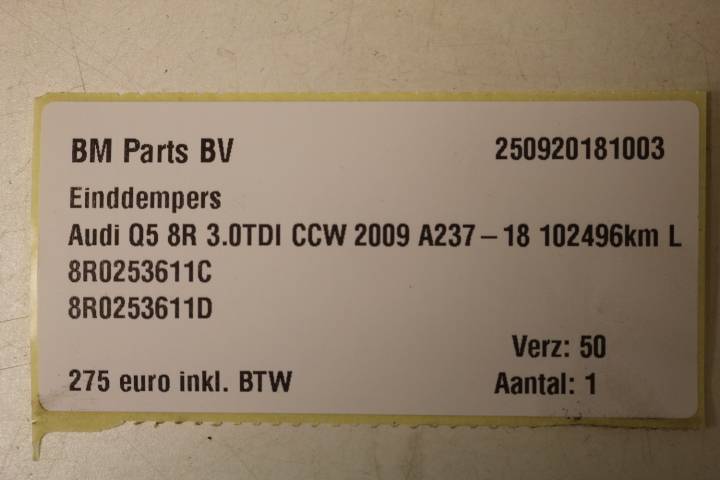 BM Parts BV 250920181003
Einddempers
Audi Q5 8R 3.0TDI CCW 2009 A237-18 102496km L
8R0253611C
8R0253611D
Verz: 50
275 euro inkl. BTW Aantal: 1